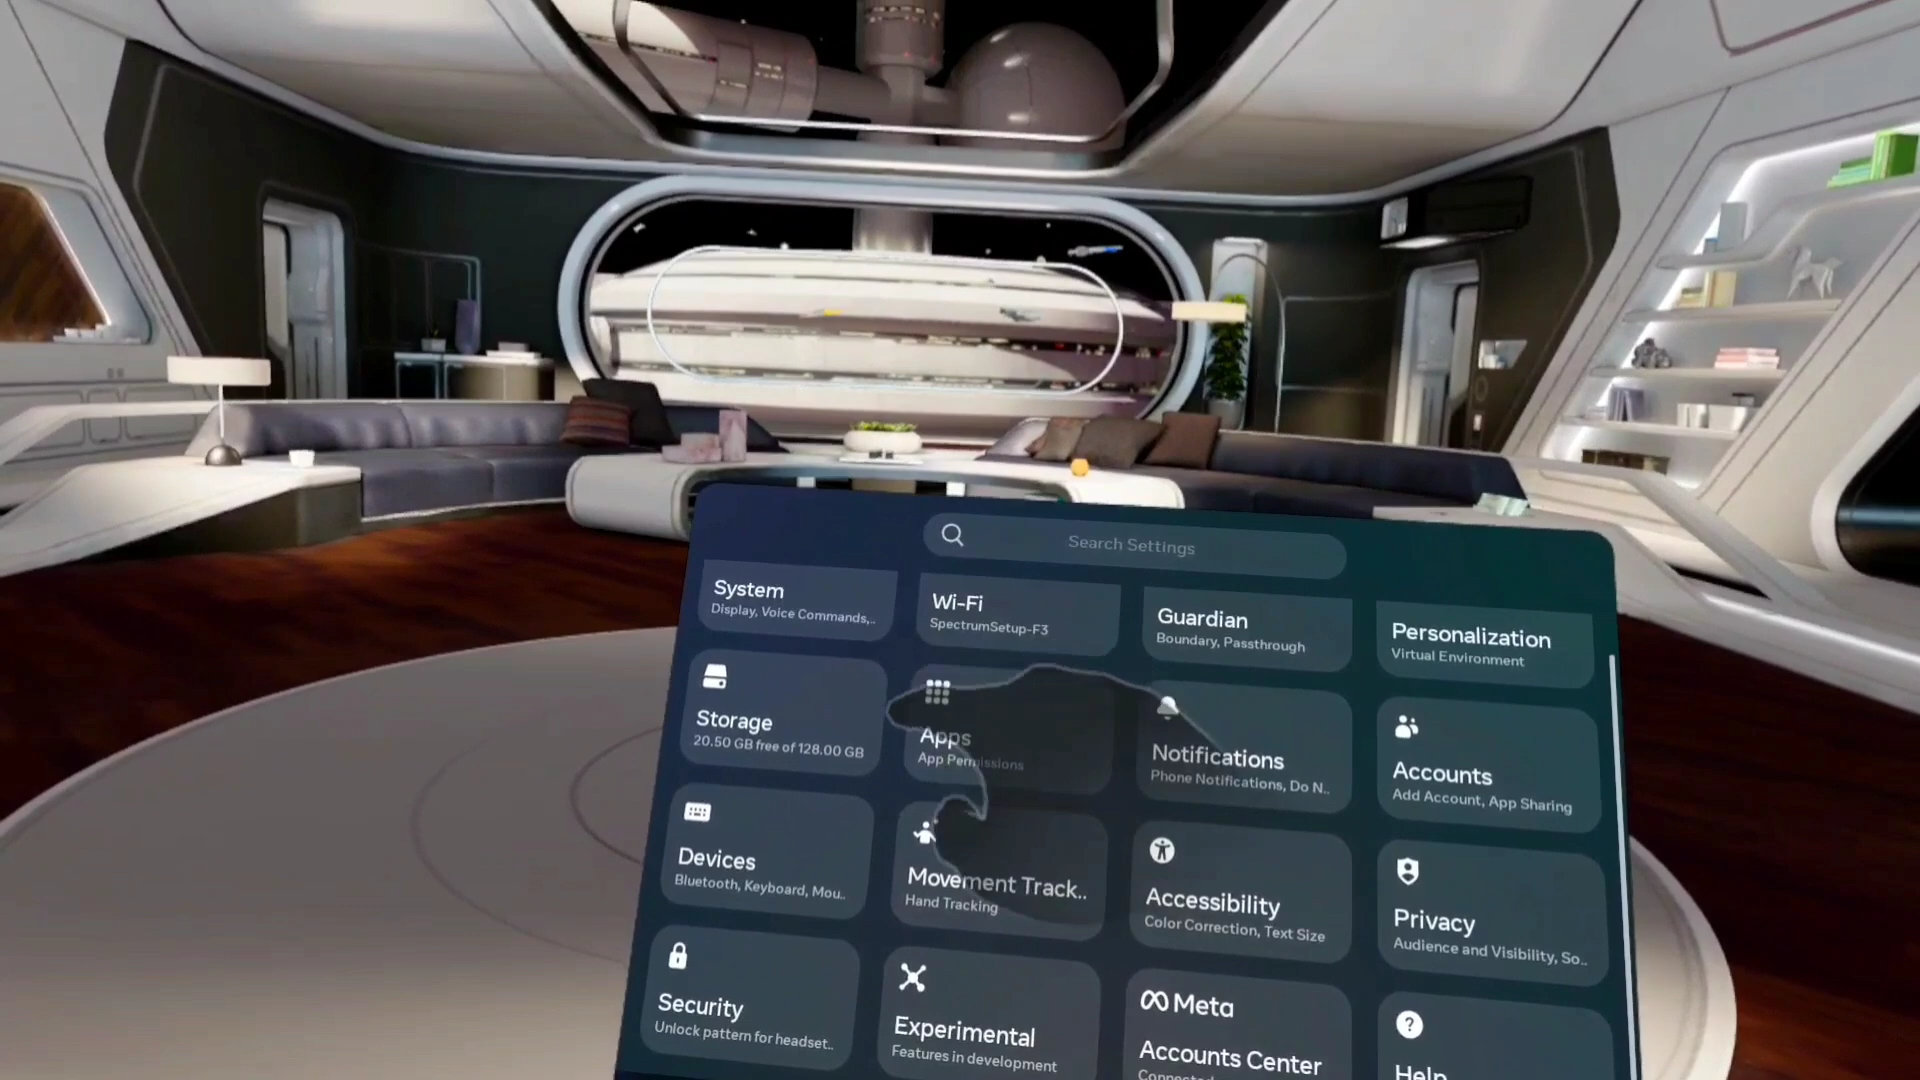 Search Settings
System
Display, Voice Commands,..
Wi-Fi
SpectrumSetup-F3
Guardian
Boundary, Passthrough
Personalization
Virtual Environment
Storage
20.50 GB free of 128.00 GB
Apps
App Permissions
Notifications
Phone Notifications, Do N..
Accounts
Add Account, App Sharing
Devices
Bluetooth, Keyboard, Mou..
Movement Track..
Hand Tracking
Accessibility
Color Correction, Text Size
Privacy
Audience and Visibility, So..
Security
Unlock pattern for headset..
Experimental
Features in development
Meta
Accounts Center
Help